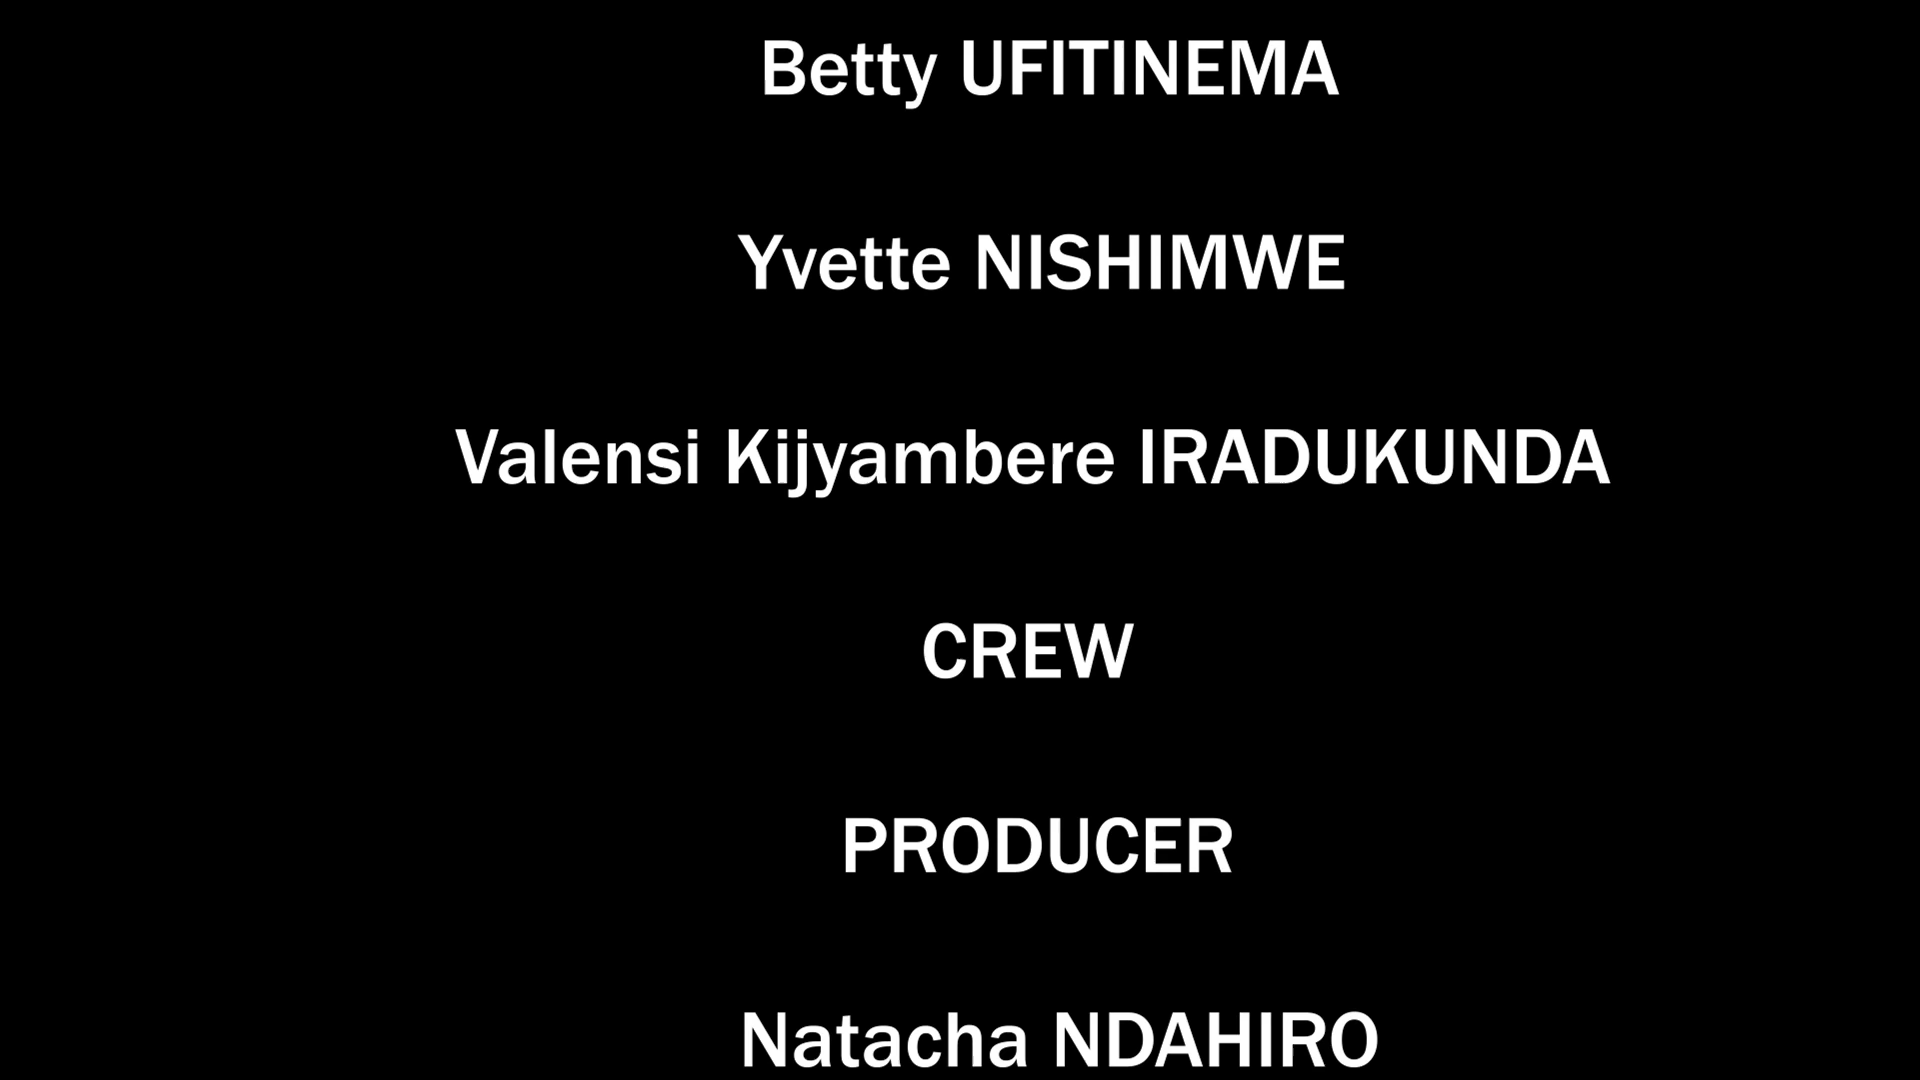 Betty UFITINEMA
Yvette NISHIMWE
Valensi Kijyambere IRADUKUNDA
CREW
PRODUCER
Natacha NDAHIRO